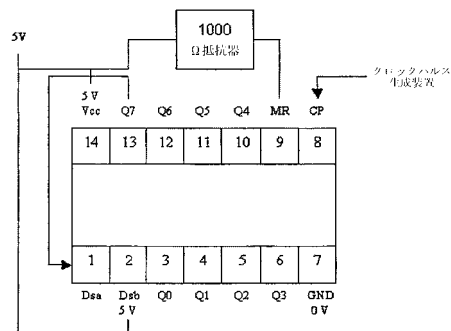 5V
1000
Ω抵抗器
クロックパルス
生成装置
5 V
Vcc Q7 Q6 Q5 Q4 MR CP
14 13 12 11 10 9 8
1 2 3 4 5 6 7
Dsa Dsb Q0 Q1 Q2 Q3 GND
5 V 0 V